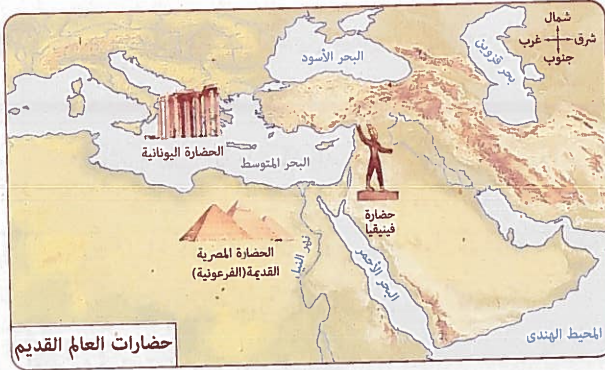 شمال
شرق
غرب
جنوب
بحر قزوين
البحر الأسود
الحضارة اليونانية
البحر المتوسط
حضارة
فينيقيا
الحضارة المصرية
القديمة (الفرعونية)
نهر النيل
البحر الأحمر
المحيط الهندى
حضارات العالم القديم